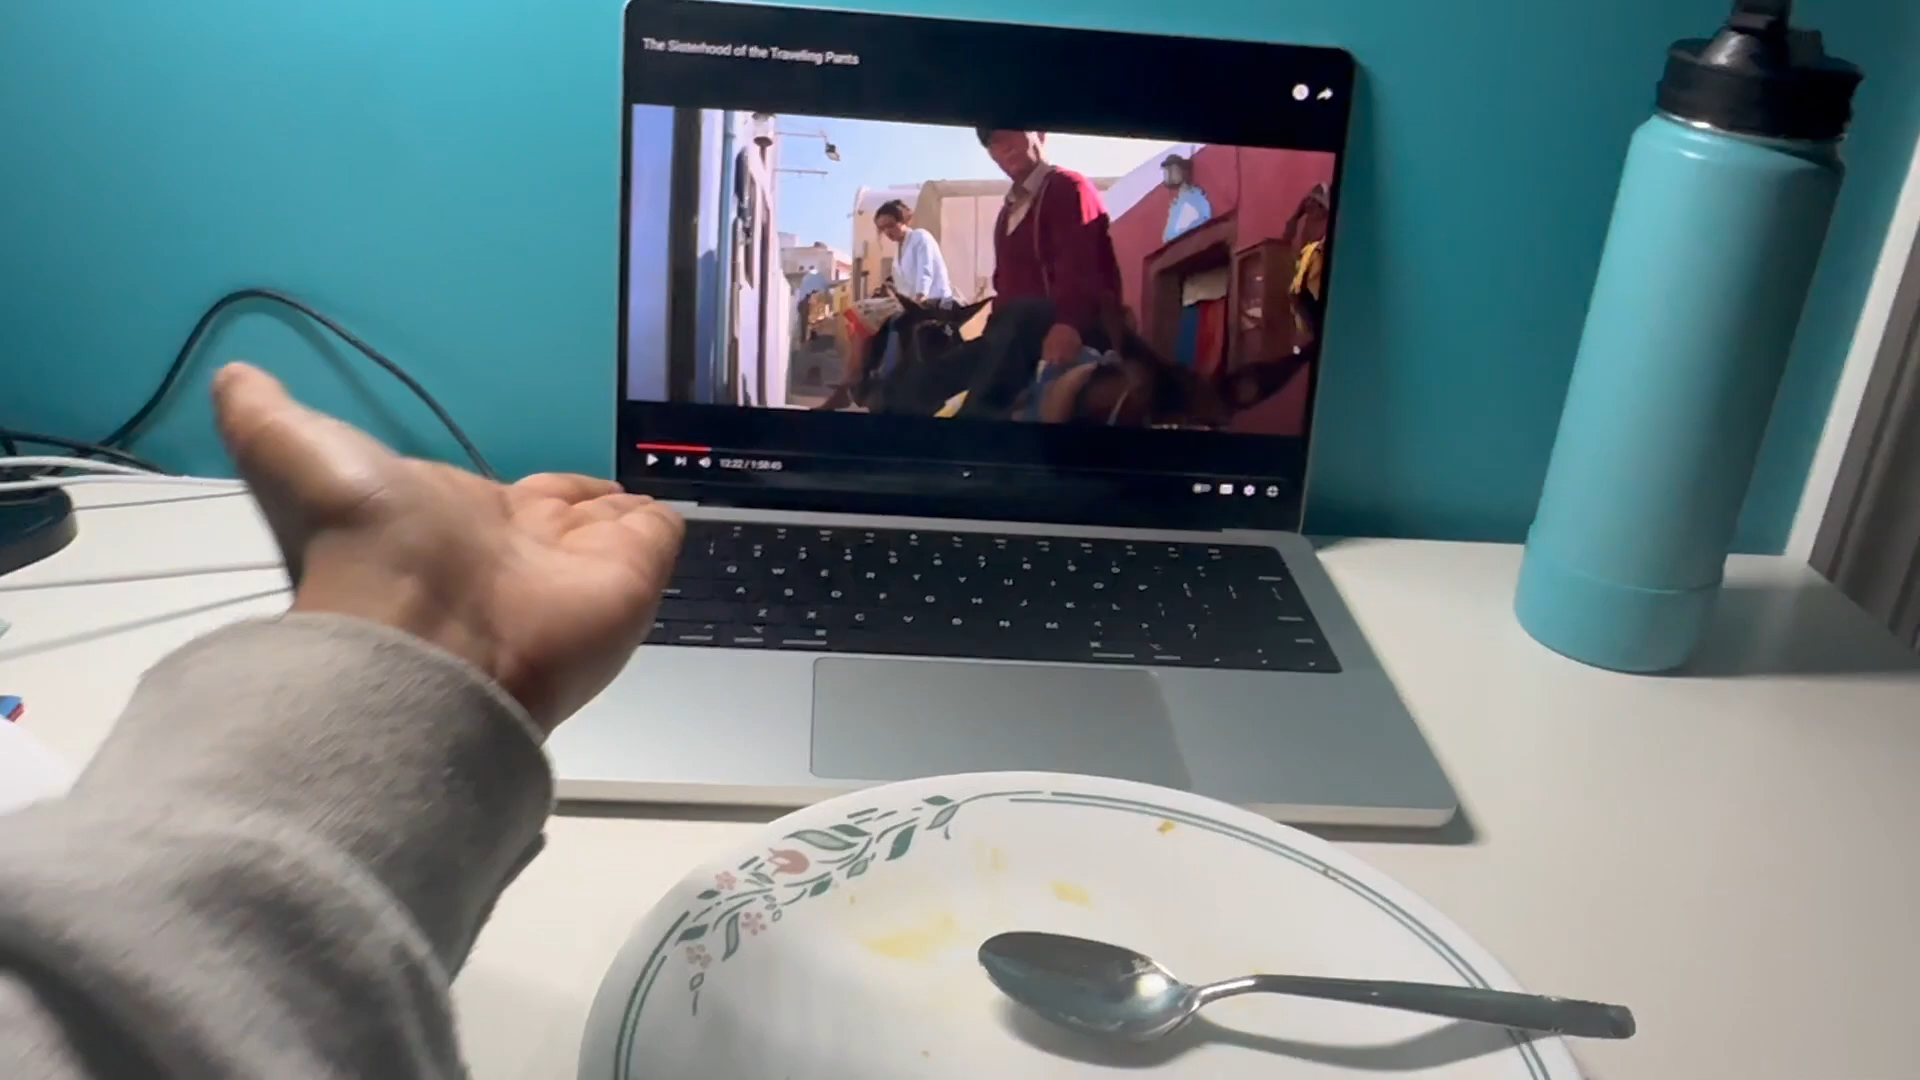 The Sisterhood of the Traveling Pants
12:22 / 1:58:45
Q W E R T Y U I O P
A S D F G H J K L
Z X C V B N M